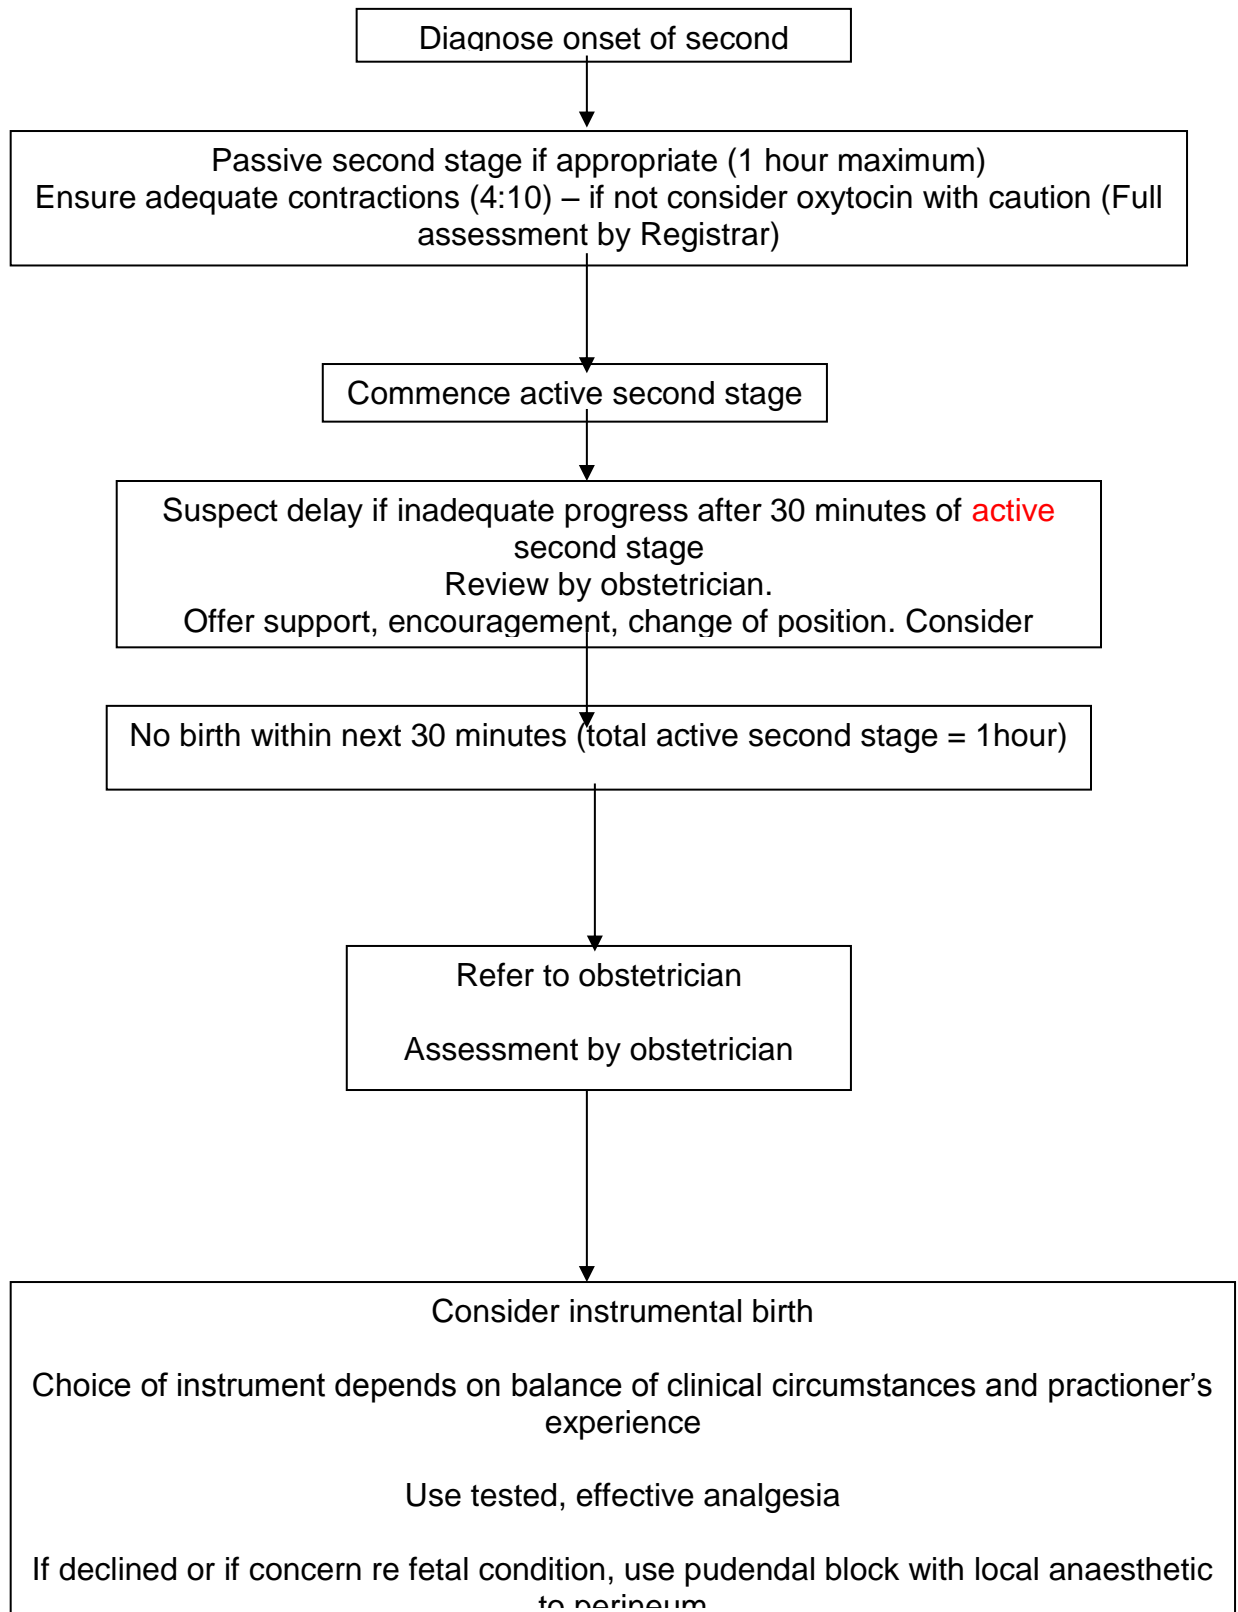 Diagnose onset of second
Passive second stage if appropriate (1 hour maximum)
Ensure adequate contractions (4:10) – if not consider oxytocin with caution (Full
assessment by Registrar)
Commence active second stage
Suspect delay if inadequate progress after 30 minutes of active
second stage
Review by obstetrician.
Offer support, encouragement, change of position. Consider
No birth within next 30 minutes (total active second stage = 1hour)
Refer to obstetrician
Assessment by obstetrician
Consider instrumental birth
Choice of instrument depends on balance of clinical circumstances and practioner’s
experience
Use tested, effective analgesia
If declined or if concern re fetal condition, use pudendal block with local anaesthetic
to perineum